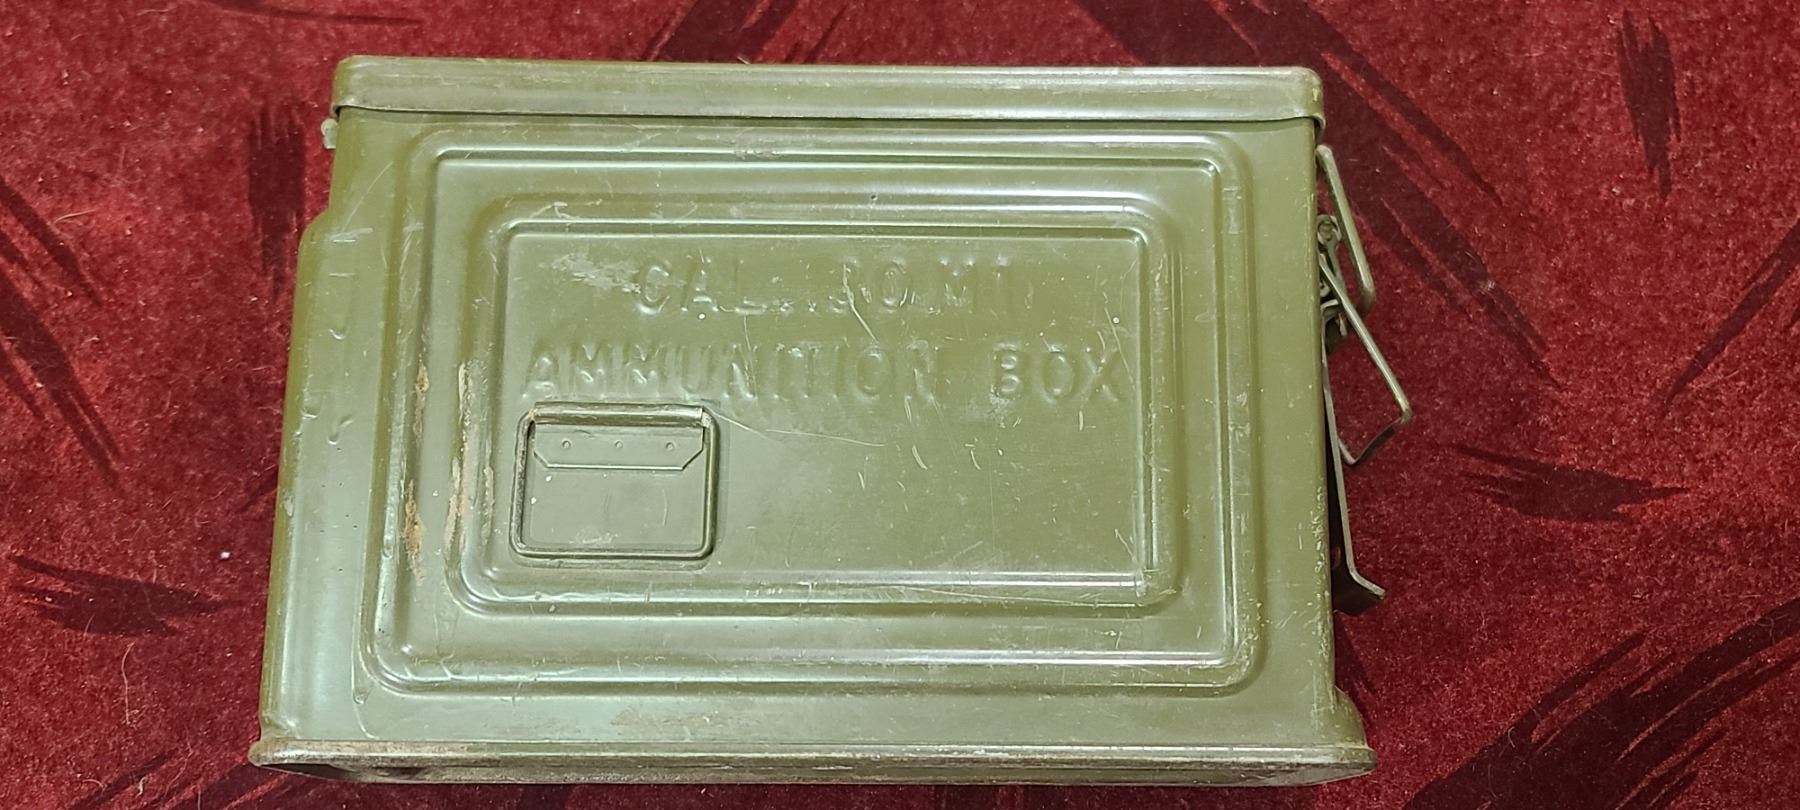 CAL. .30 M1
AMMUNITION BOX